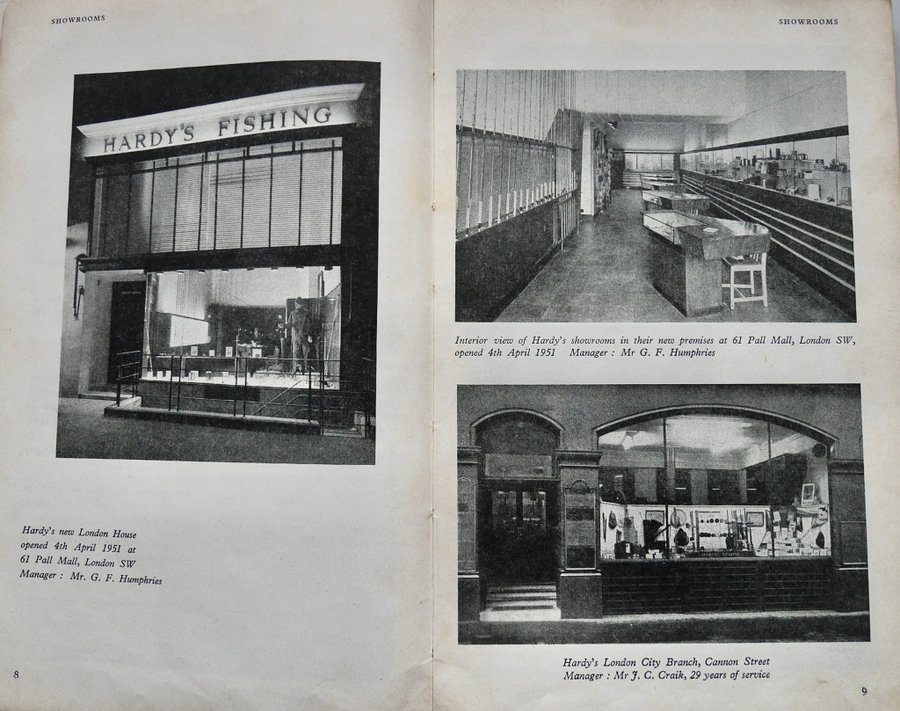 SHOWROOMS
HARDY'S FISHING
Hardy's new London House
opened 4th April 1951 at
61 Pall Mall, London SW
Manager : Mr. G. F. Humphries
8
SHOWROOMS
Interior view of Hardy's showrooms in their new premises at 61 Pall Mall, London SW,
opened 4th April 1951 Manager : Mr G. F. Humphries
Hardy's London City Branch, Cannon Street
Manager : Mr J. C. Craik, 29 years of service
9